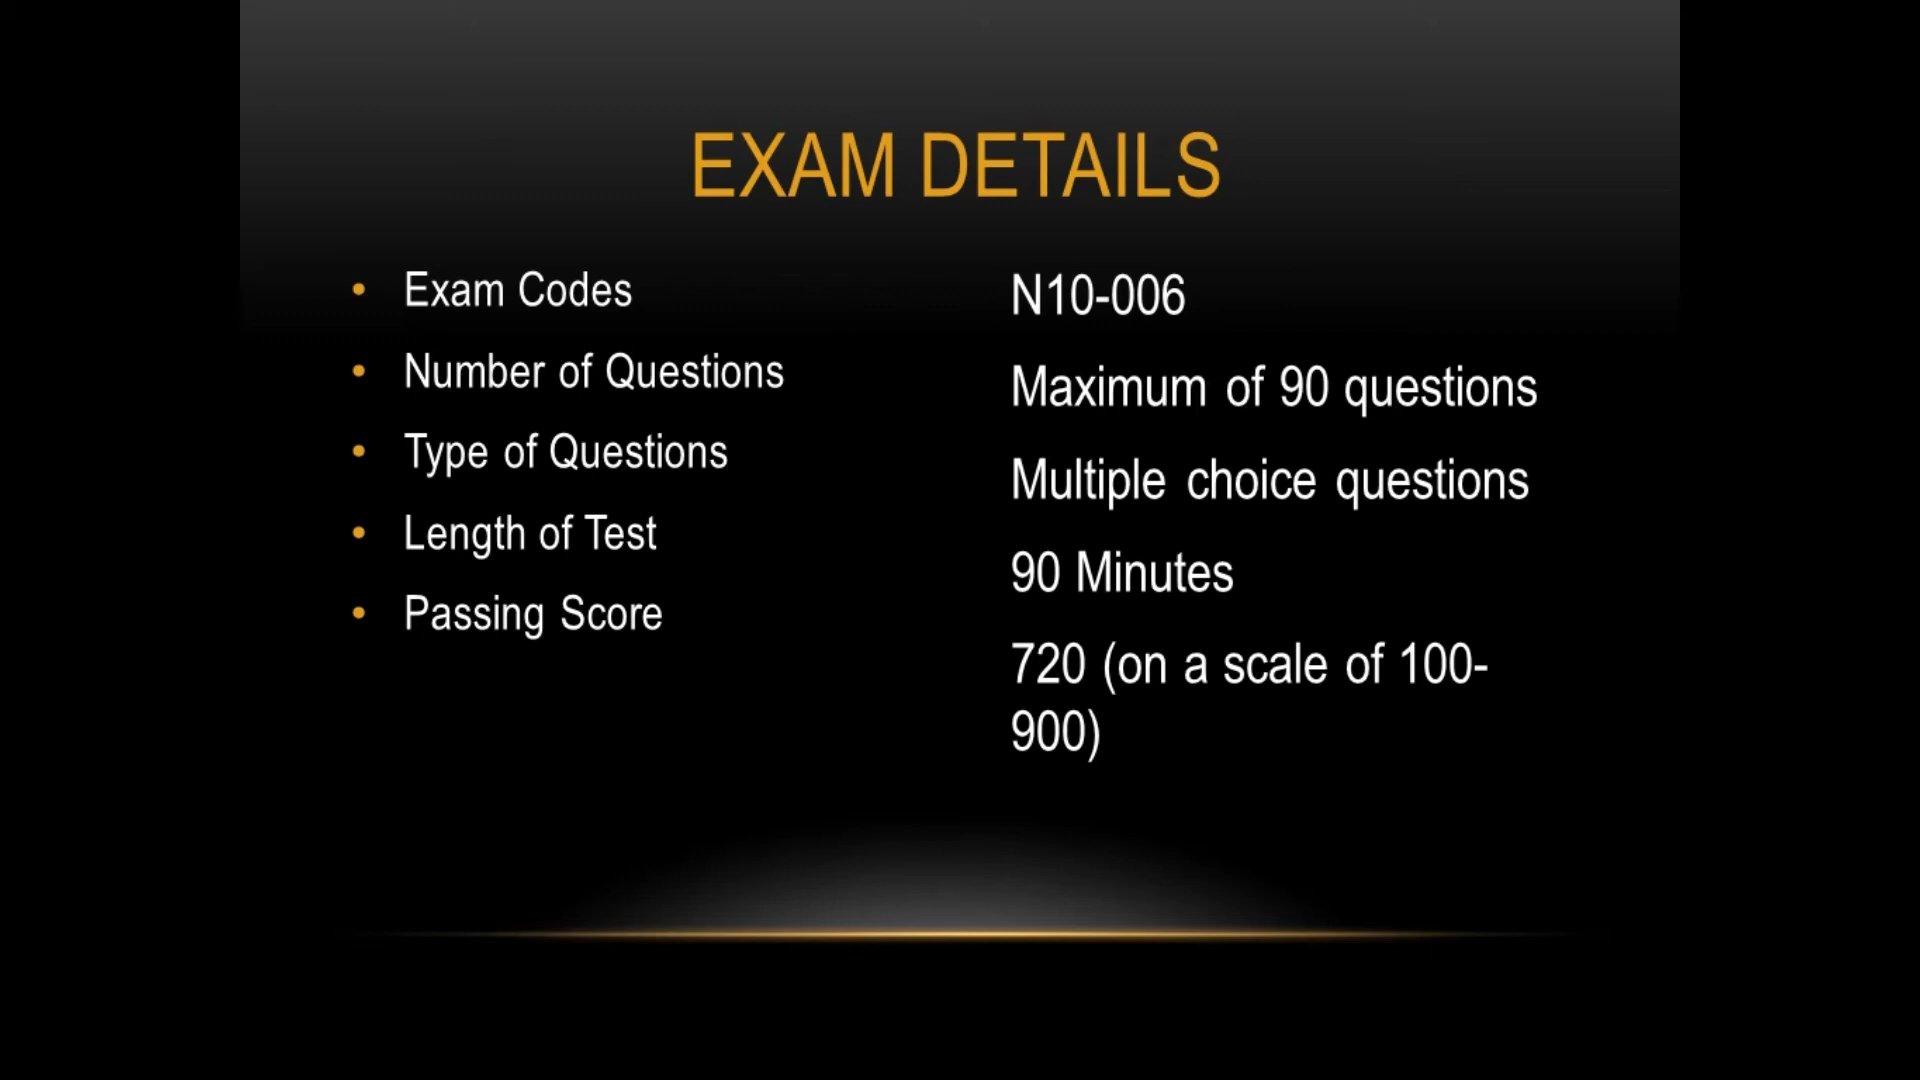 EXAM DETAILS
• Exam Codes
• Number of Questions
• Type of Questions
• Length of Test
• Passing Score
N10-006
Maximum of 90 questions
Multiple choice questions
90 Minutes
720 (on a scale of 100-
900)